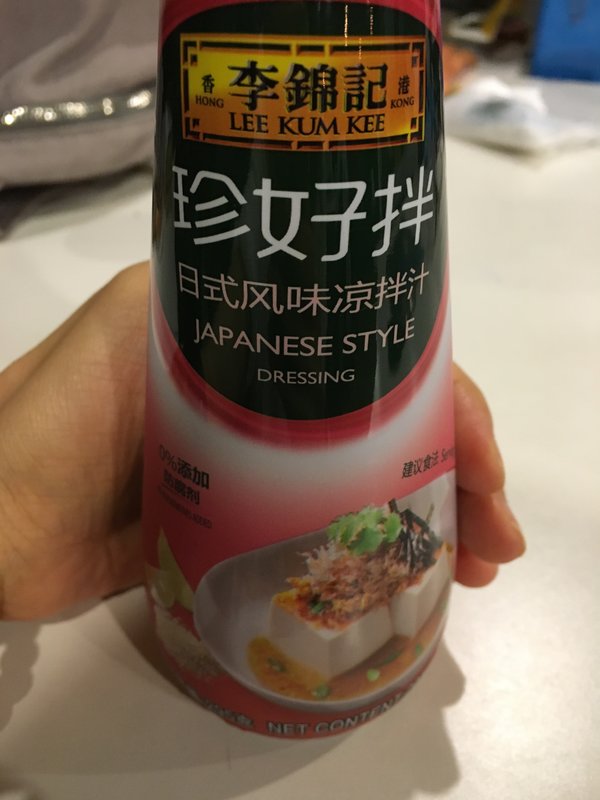 香 李錦記 港
HONG LEE KUM KEE KONG
珍好拌
日式风味凉拌汁
JAPANESE STYLE
DRESSING
0%添加
防腐剂
建议食法
NET CONTENT